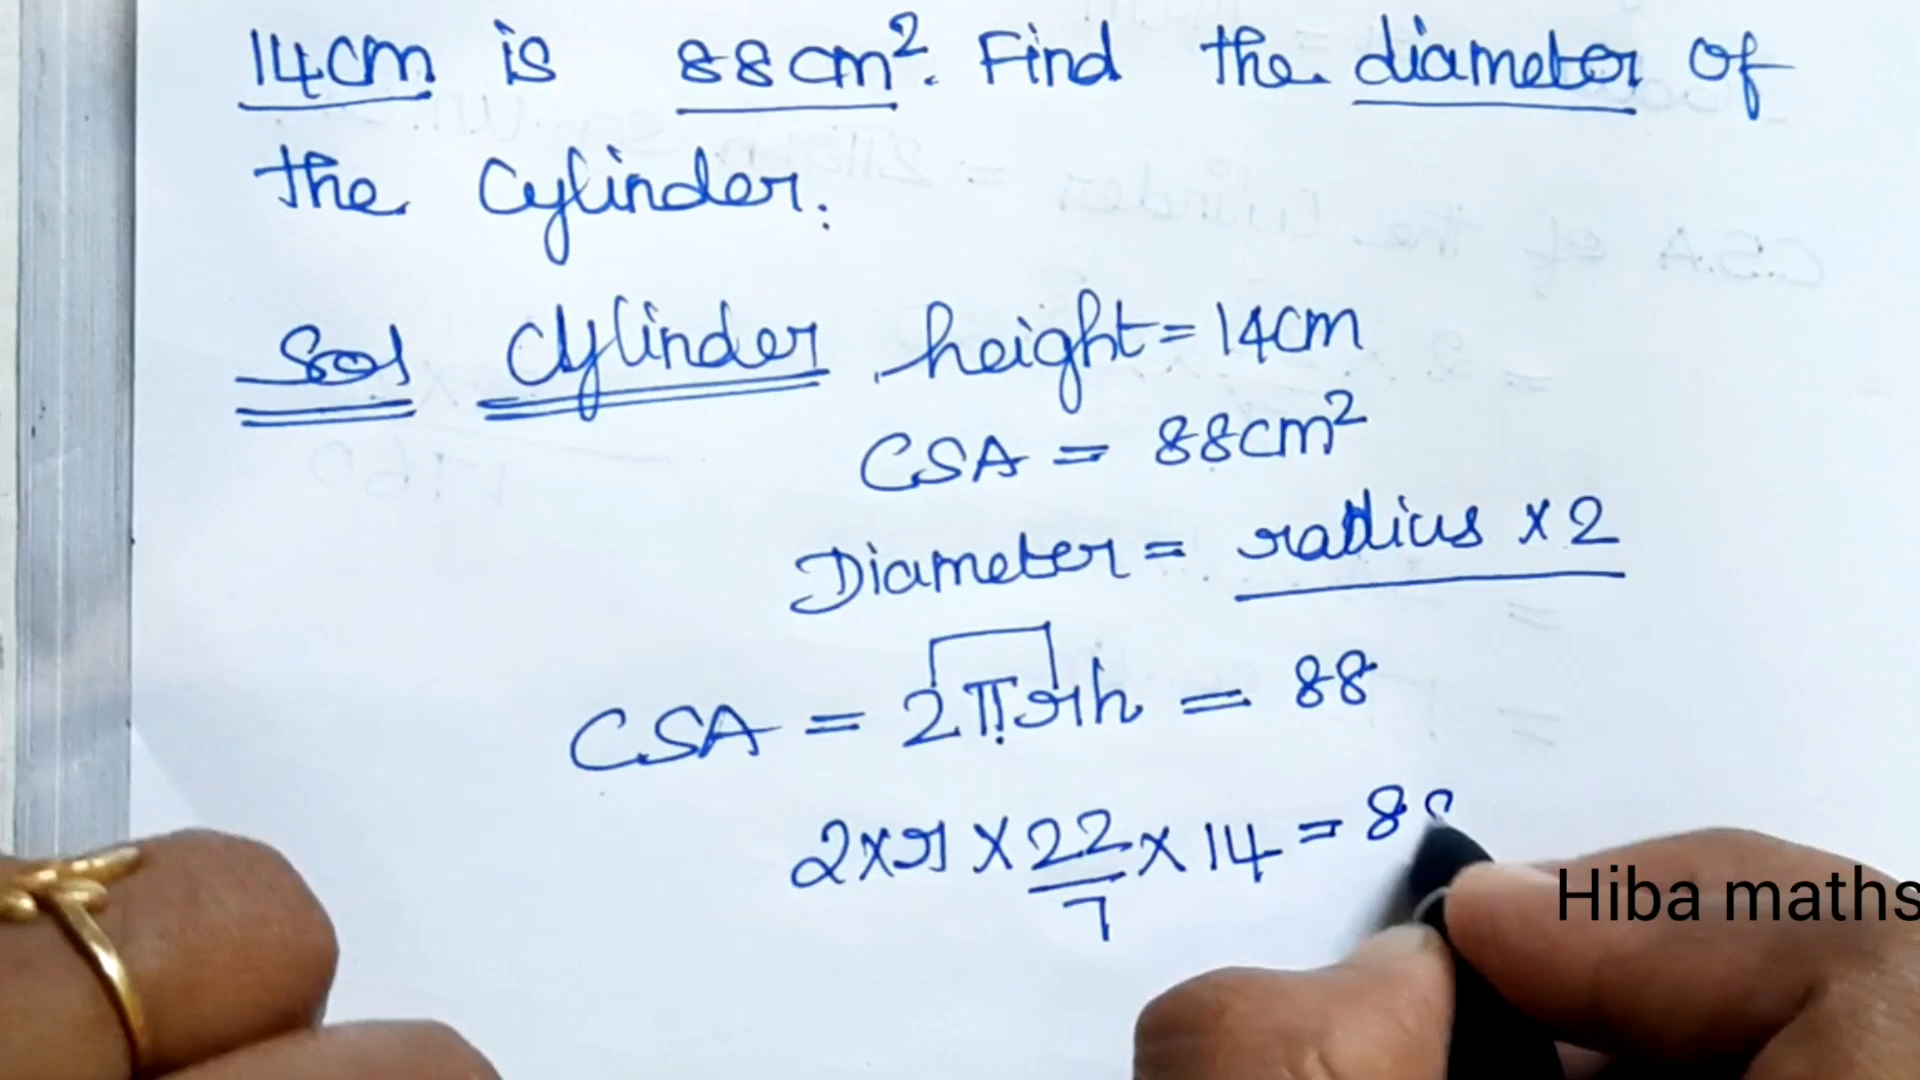 14cm is 88cm². Find the diameter of
the Cylinder.
Sol Cylinder height = 14cm
CSA = 88cm²
Diameter = radius × 2
CSA = 2πrh = 88
2×r × 22/7 × 14 = 88
Hiba maths